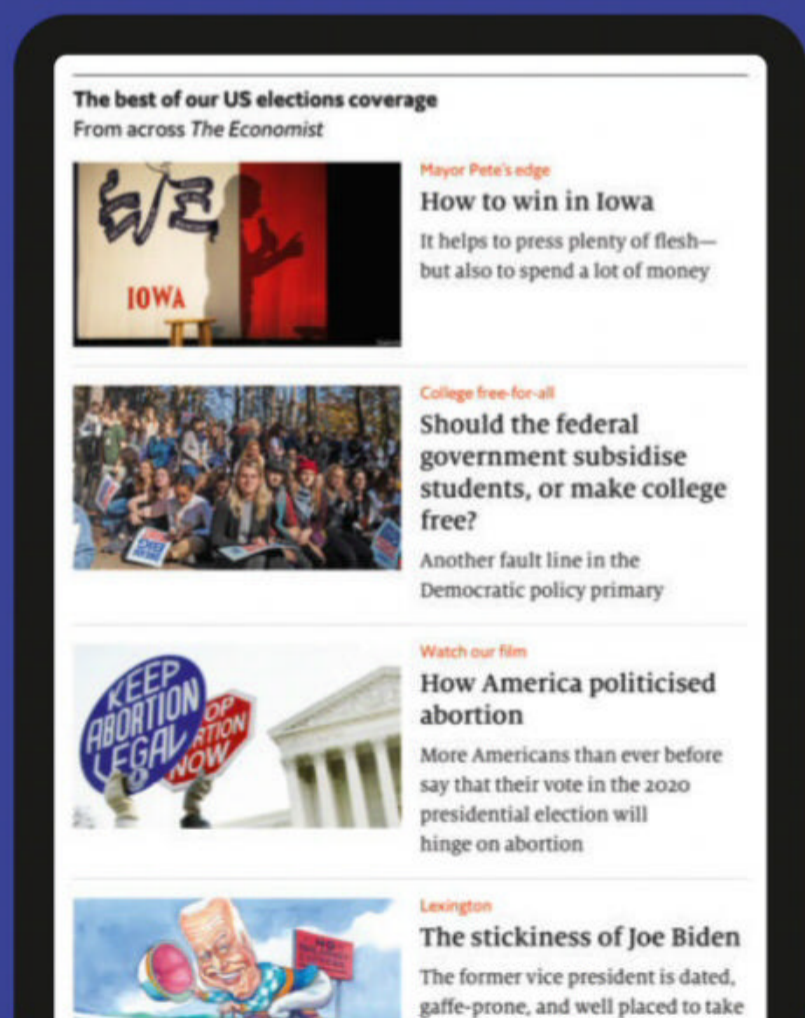 The best of our US elections coverage
From across The Economist
IOWA
Mayor Pete's edge
How to win in Iowa
It helps to press plenty of flesh—
but also to spend a lot of money
College free-for-all
Should the federal
government subsidise
students, or make college
free?
Another fault line in the
Democratic policy primary
KEEP
ABORTION
LEGAL
OP
RTION
NOW
Watch our film
How America politicised
abortion
More Americans than ever before
say that their vote in the 2020
presidential election will
hinge on abortion
NO
Lexington
The stickiness of Joe Biden
The former vice president is dated,
gaffe-prone, and well placed to take